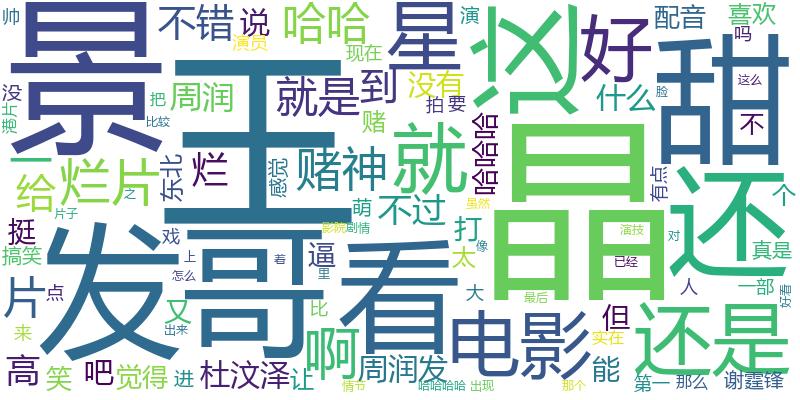 帅
不错
说
哈哈
星
演
配音
喜欢
景
王
这
好
甜
吗
演员
现在
没
港片
把
周润
就是
到
没有
拍
要
什么
脸
这么
比较
赌
哈哈哈
晶
不
一
给
烂片
东北
烂
感觉
赌神
就
有点
还
个
之
片子
萌
不过
虽然
挺
戏
影院
剧情
打
演技
对
真是
搞笑
发
哥
看
逼
太
像
已经
上
怎么
着
里
片
点
又
大
最后
人
一部
好看
来
出来
比
电影
但
还是
实在
高
笑
吧
觉得
进
杜汶泽
让
啊
周润发
能
情节
哈哈哈哈
出现
那个
第一
那么
谢霆锋